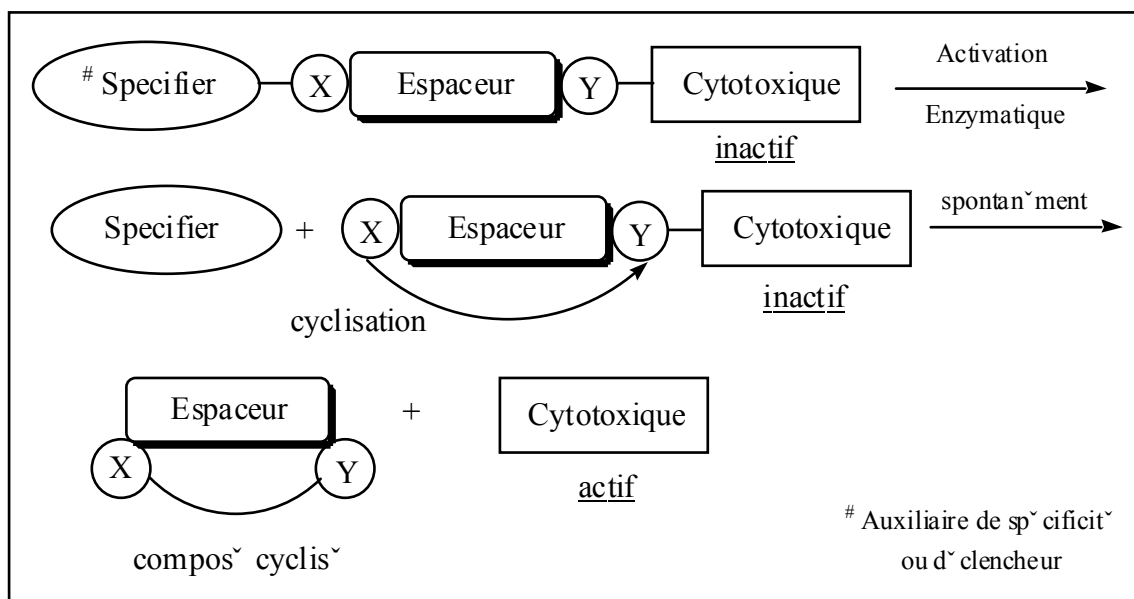 # Specifier X Espaceur Y Cytotoxique Activation
Enzymatique
inactif
Specifier + X Espaceur Y Cytotoxique spontanˇment
inactif
cyclisation
Espaceur + Cytotoxique
X Y
actif
composˇ cyclisˇ
# Auxiliaire de spˇcificitˇ
ou dˇclencheur